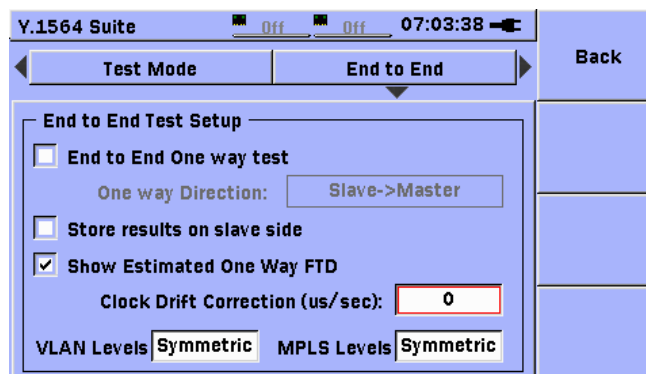 Y.1564 Suite Off Off 07:03:38
Back
Test Mode End to End
End to End Test Setup
End to End One way test
One way Direction: Slave->Master
Store results on slave side
Show Estimated One Way FTD
Clock Drift Correction (us/sec): 0
VLAN Levels Symmetric MPLS Levels Symmetric